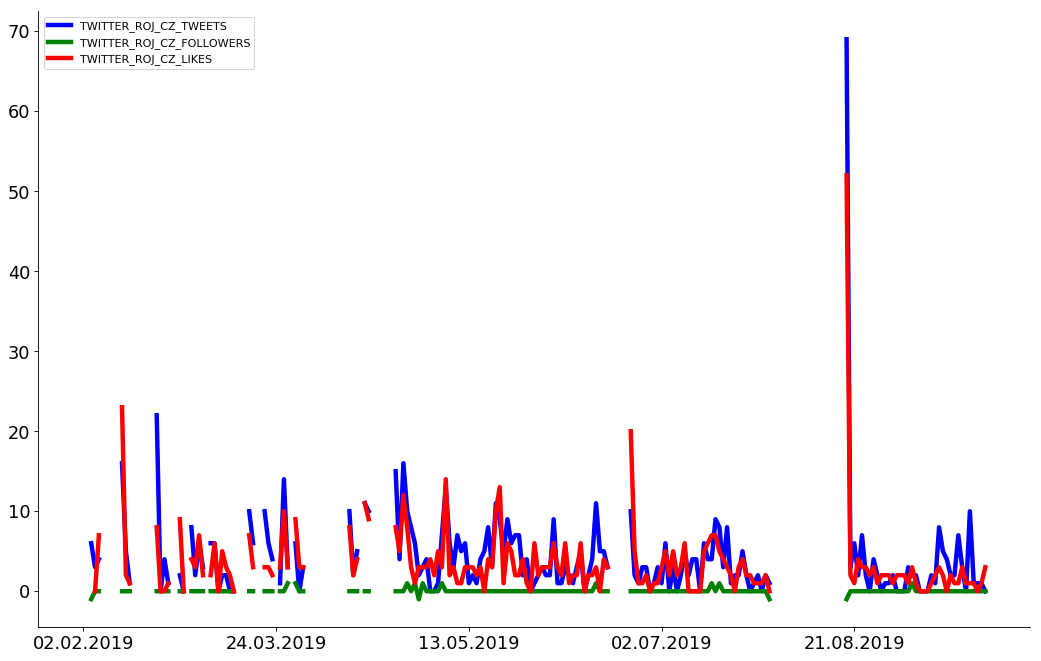 TWITTER_ROJ_CZ_TWEETS
TWITTER_ROJ_CZ_FOLLOWERS
TWITTER_ROJ_CZ_LIKES
70
60
50
40
30
20
10
0
02.02.2019 24.03.2019 13.05.2019 02.07.2019 21.08.2019